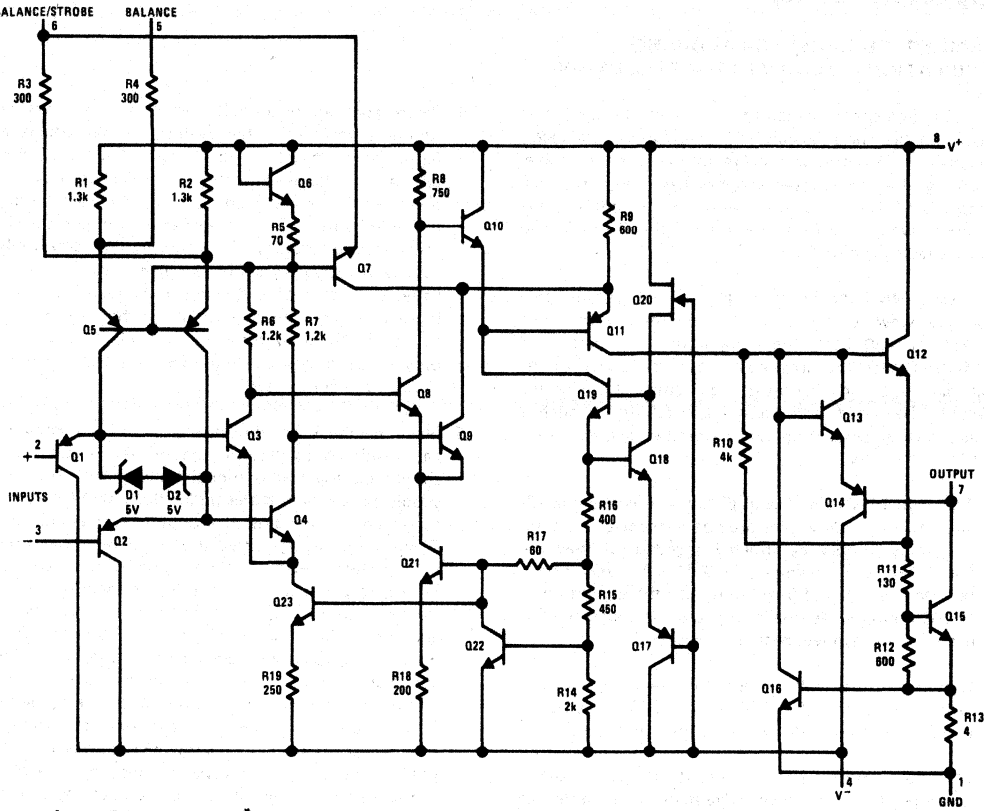 BALANCE/STROBE
6
BALANCE
5
R3
300
R4
300
8
V+
R1
1.3k
R2
1.3k
Q6
R5
70
R8
750
Q10
R9
600
Q7
Q20
Q5
R6
1.2k
R7
1.2k
Q11
Q12
Q8
Q19
Q13
2
+
Q1
Q3
Q9
Q18
R10
4k
INPUTS
D1
5V
D2
5V
OUTPUT
7
Q4
R16
400
Q14
3
–
Q2
R17
60
Q21
R11
130
Q23
R15
450
Q15
Q22
Q17
R12
600
R19
250
R18
200
R14
2k
Q16
R13
4
4
V-
1
GND